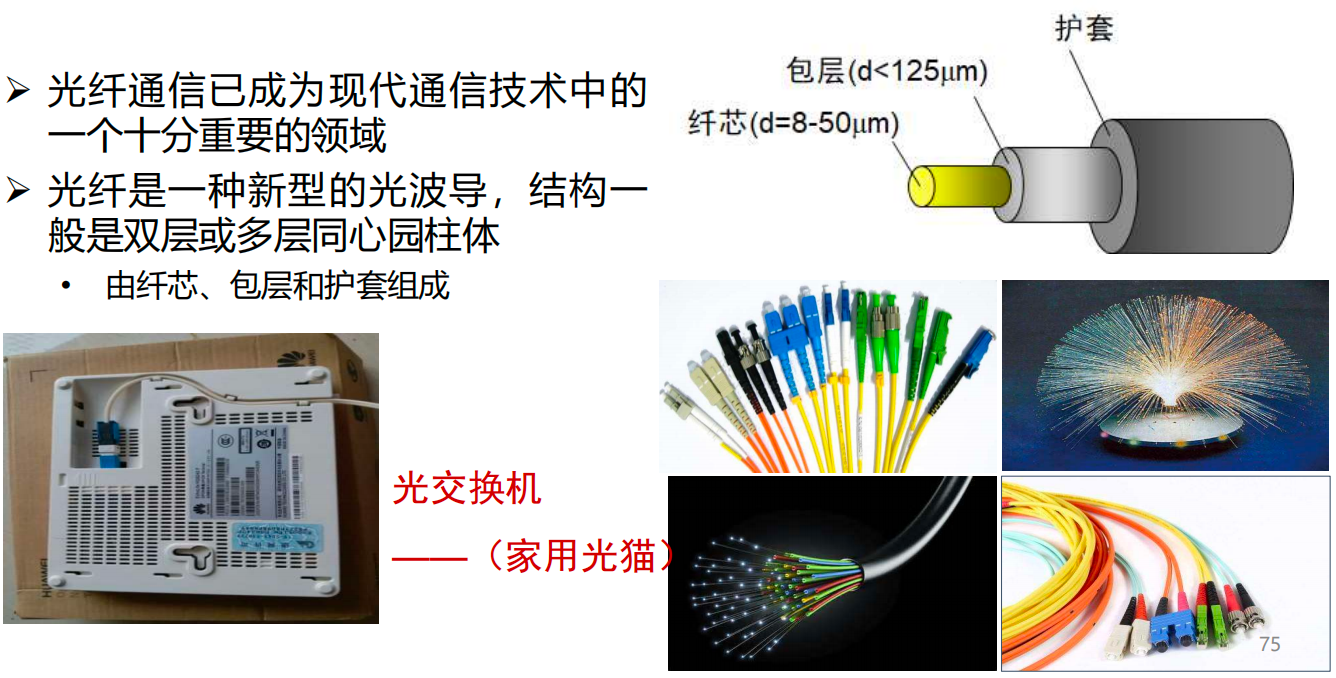 ➢ 光纤通信已成为现代通信技术中的
一个十分重要的领域
➢ 光纤是一种新型的光波导，结构一
般是双层或多层同心园柱体
• 由纤芯、包层和护套组成
护套
包层(d<125μm)
纤芯(d=8-50μm)
光交换机
——（家用光猫）
HUAWEI
75